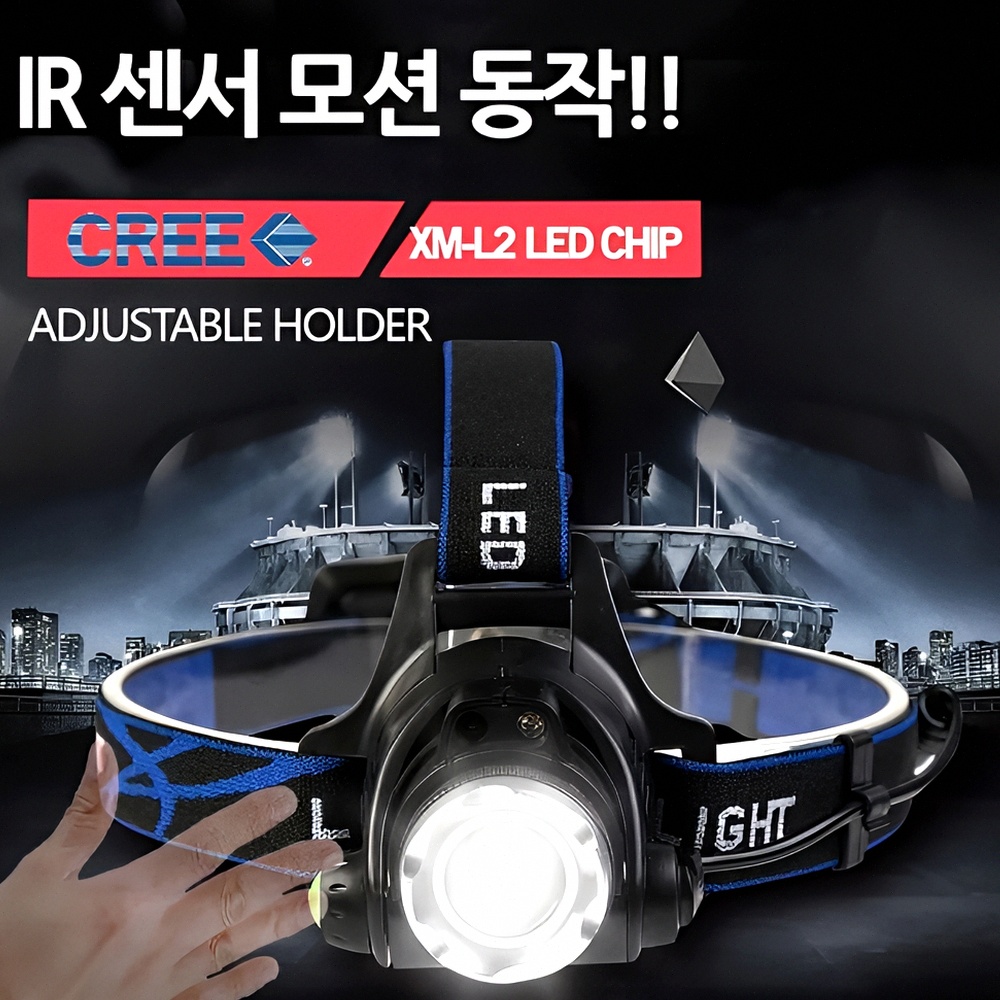 IR 센서 모션 동작!!
CREE
XM-L2 LED CHIP
ADJUSTABLE HOLDER
LED
L
IGHT